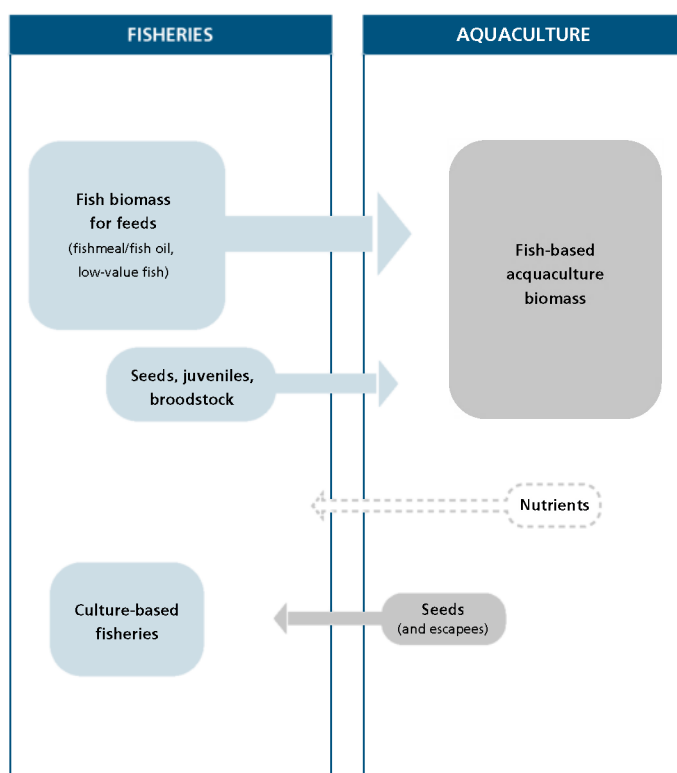 FISHERIES
AQUACULTURE
Fish biomass
for feeds
(fishmeal/fish oil,
low-value fish)
Fish-based
acquaculture
biomass
Seeds, juveniles,
broodstock
Nutrients
Culture-based
fisheries
Seeds
(and escapees)